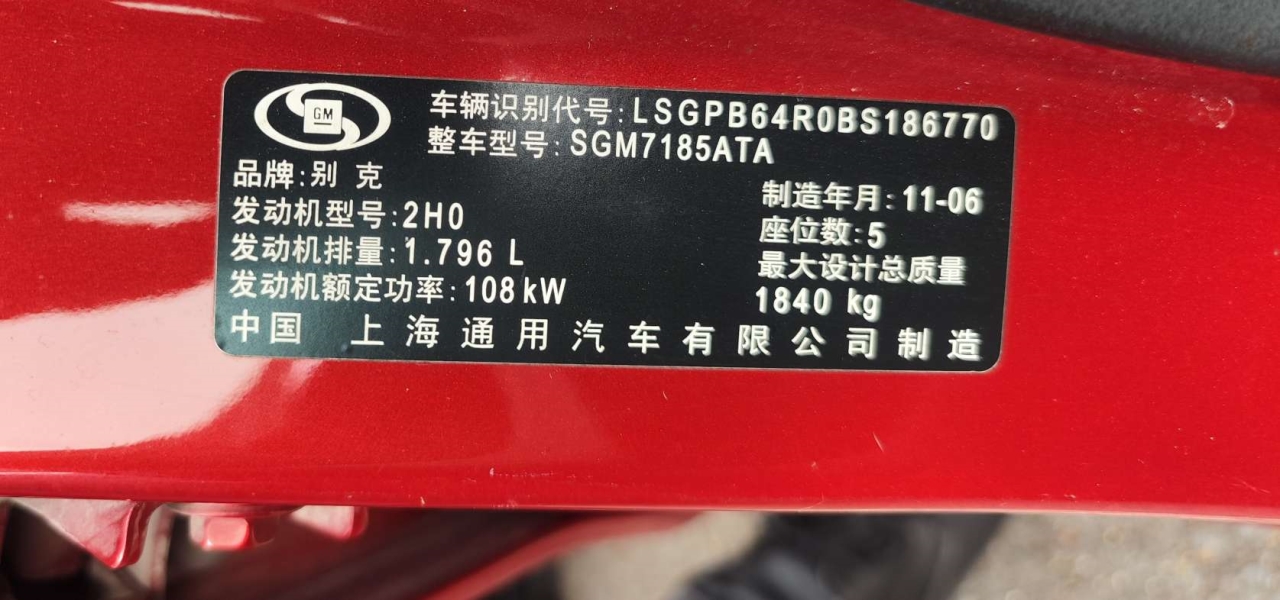 GM
车辆识别代号:LSGPB64R0BS186770
整车型号:SGM7185ATA
品牌:别 克
发动机型号:2H0
发动机排量:1.796 L
发动机额定功率:108kW
制造年月:11-06
座位数:5
最大设计总质量
1840 kg
中国 上海通用汽车有限公司制造